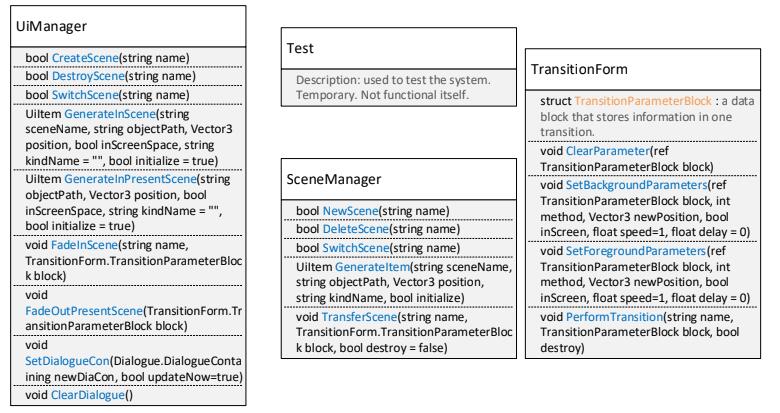 UiManager
bool CreateScene(string name)
bool DestroyScene(string name)
bool SwitchScene(string name)
UiItem GenerateInScene(string
sceneName, string objectPath, Vector3
position, bool inScreenSpace, string
kindName = "", bool initialize = true)
UiItem GenerateInPresentScene(string
objectPath, Vector3 position, bool
inScreenSpace, string kindName = "",
bool initialize = true)
void FadeInScene(string name,
TransitionForm.TransitionParameterBloc
k block)
void
FadeOutPresentScene(TransitionForm.Tr
ansitionParameterBlock block)
void
SetDialogueCon(Dialogue.DialogueConta
ining newDiaCon, bool updateNow=true)
void ClearDialogue()
Test
Description: used to test the system.
Temporary. Not functional itself.
SceneManager
bool NewScene(string name)
bool DeleteScene(string name)
bool SwitchScene(string name)
UiItem GenerateItem(string sceneName,
string objectPath, Vector3 position,
string kindName, bool initialize)
void TransferScene(string name,
TransitionForm.TransitionParameterBloc
k block, bool destroy = false)
TransitionForm
struct TransitionParameterBlock : a data
block that stores information in one
transition.
void ClearParameter(ref
TransitionParameterBlock block)
void SetBackgroundParameters(ref
TransitionParameterBlock block, int
method, Vector3 newPosition, bool
inScreen, float speed=1, float delay = 0)
void SetForegroundParameters(ref
TransitionParameterBlock block, int
method, Vector3 newPosition, bool
inScreen, float speed=1, float delay = 0)
void PerformTransition(string name,
TransitionParameterBlock block, bool
destroy)